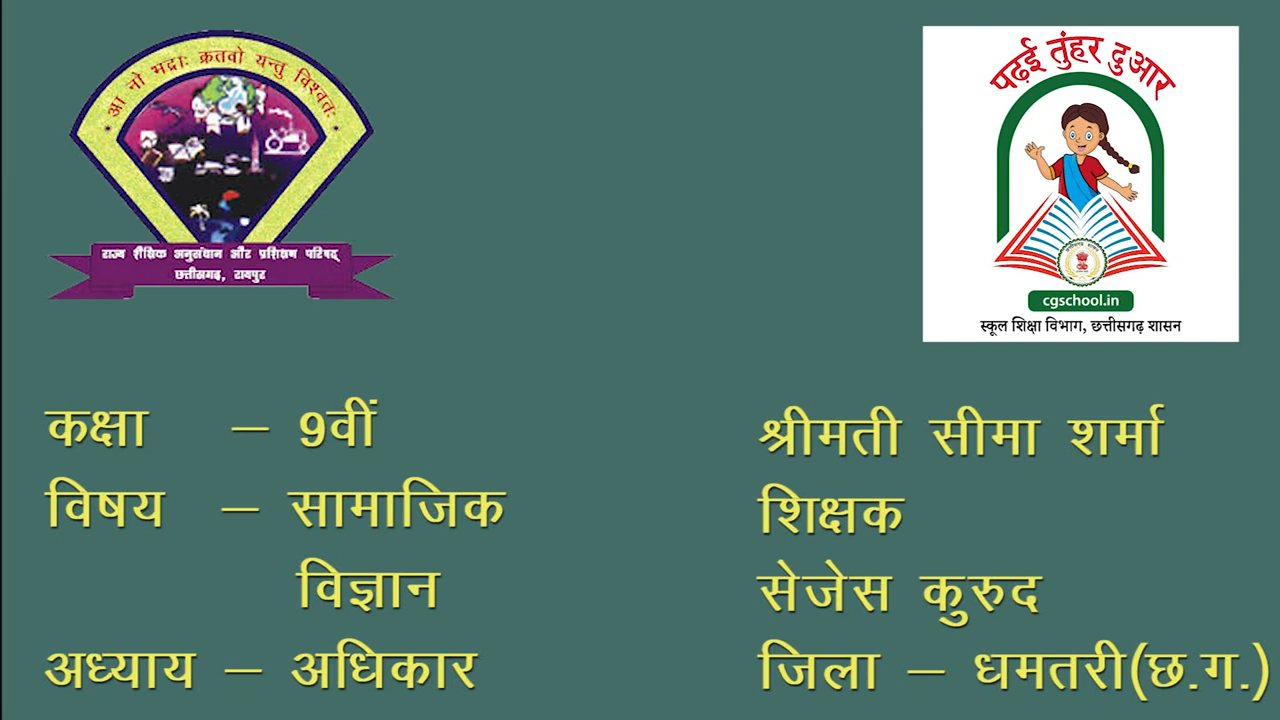 आ नो भद्राः क्रतवो यन्तु विश्वतः
राज्य शैक्षिक अनुसंधान और प्रशिक्षण परिषद्
छत्तीसगढ़, रायपुर
पढ़ई तुंहर दुआर
cgschool.in
स्कूल शिक्षा विभाग, छत्तीसगढ़ शासन
कक्षा – 9वीं
विषय – सामाजिक
विज्ञान
अध्याय – अधिकार
श्रीमती सीमा शर्मा
शिक्षक
सेजेस कुरुद
जिला – धमतरी(छ.ग.)